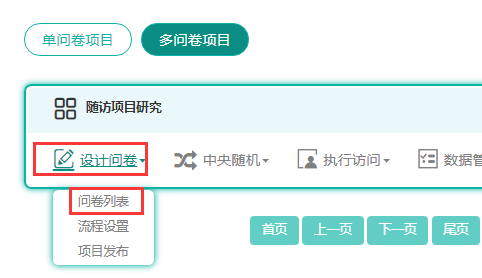 单问卷项目 多问卷项目
随访项目研究
设计问卷 中央随机 执行访问 数据管
问卷列表
流程设置
项目发布
首页 上一页 下一页 尾页